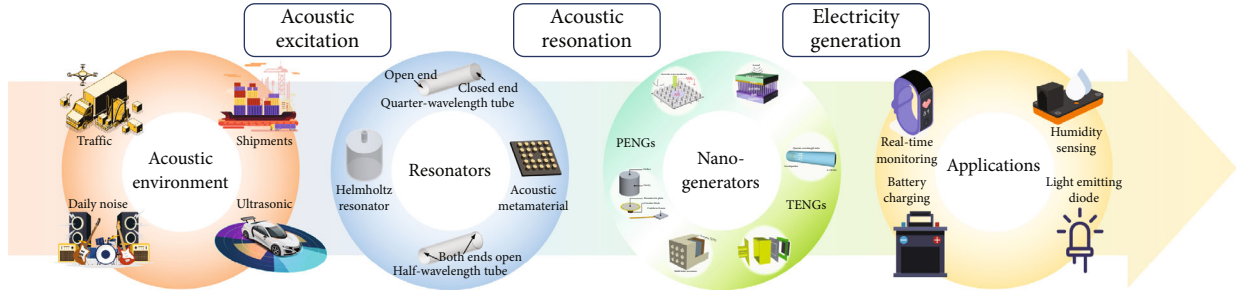 Acoustic
excitation
Acoustic
resonation
Electricity
generation
Traffic
Shipments
Acoustic
environment
Daily noise
Ultrasonic
Open end
Closed end
Quarter-wavelength tube
Helmholtz
resonator
Resonators
Acoustic
metamaterial
Both ends open
Half-wavelength tube
PENGs
Nano-
generators
TENGs
Real-time
monitoring
Humidity
sensing
Applications
Battery
charging
Light emitting
diode